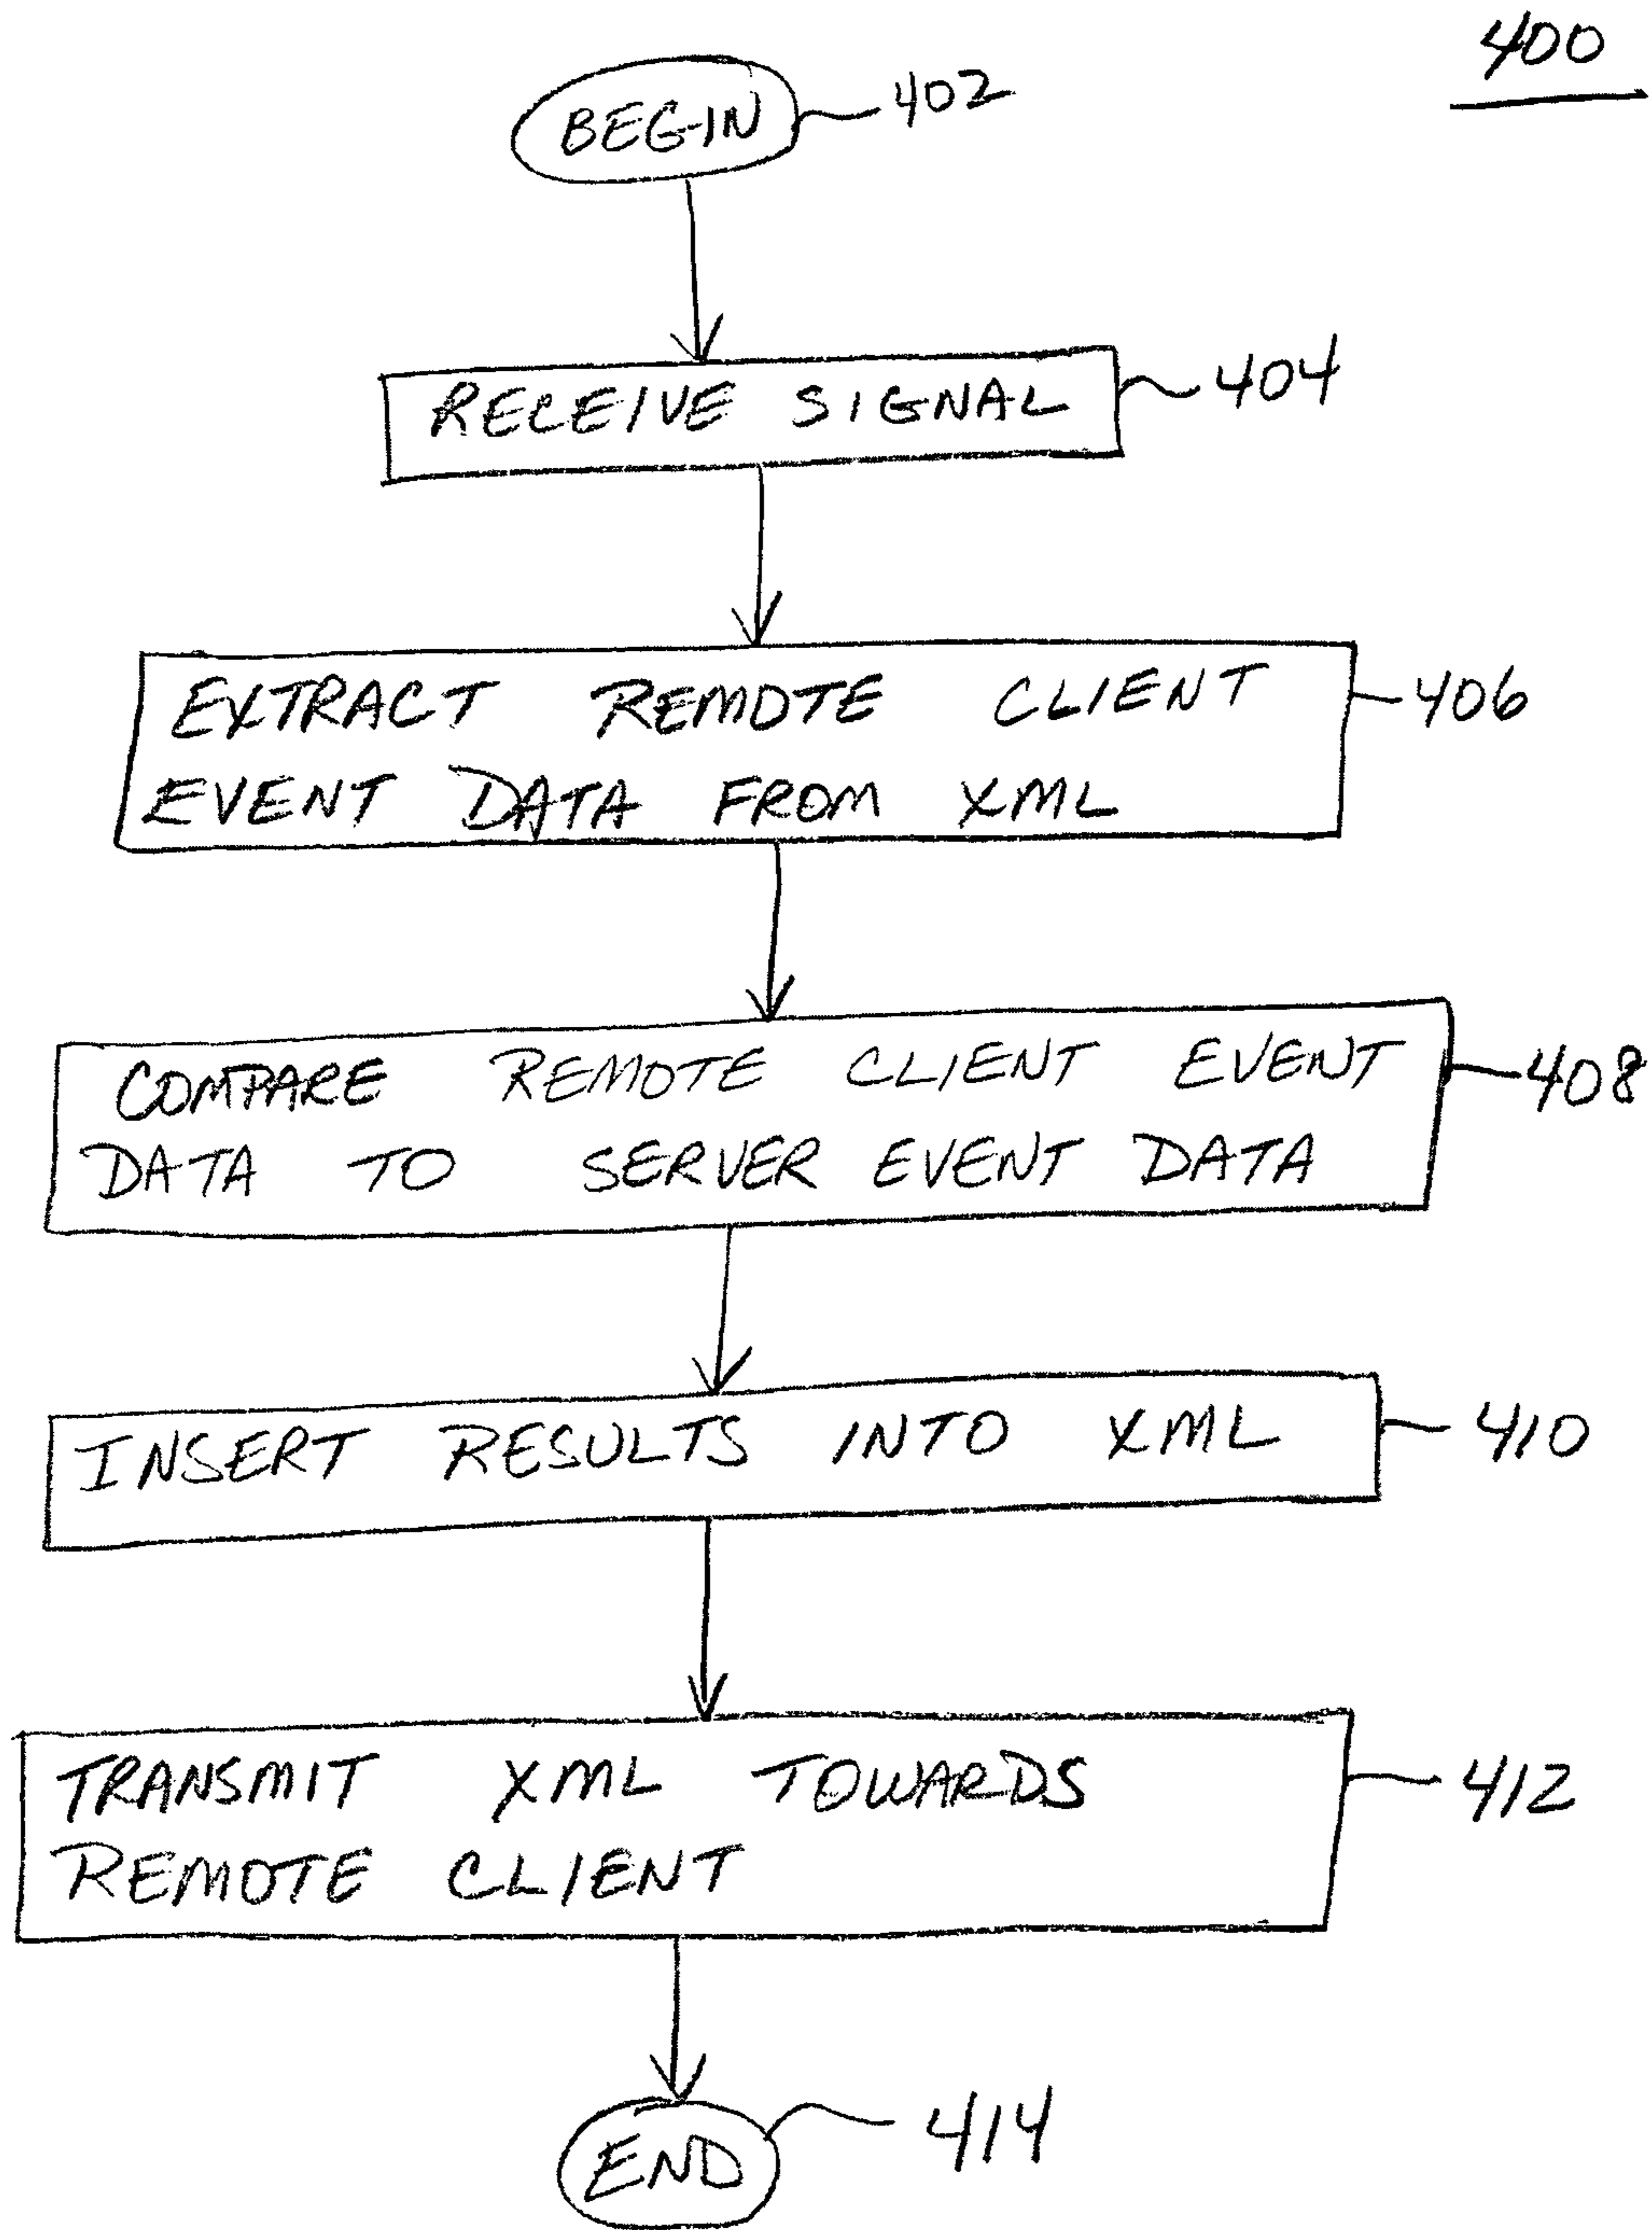 400
BEGIN
402
RECEIVE SIGNAL
404
EXTRACT REMOTE CLIENT
EVENT DATA FROM XML
406
COMPARE REMOTE CLIENT EVENT
DATA TO SERVER EVENT DATA
408
INSERT RESULTS INTO XML
410
TRANSMIT XML TOWARDS
REMOTE CLIENT
412
END
414